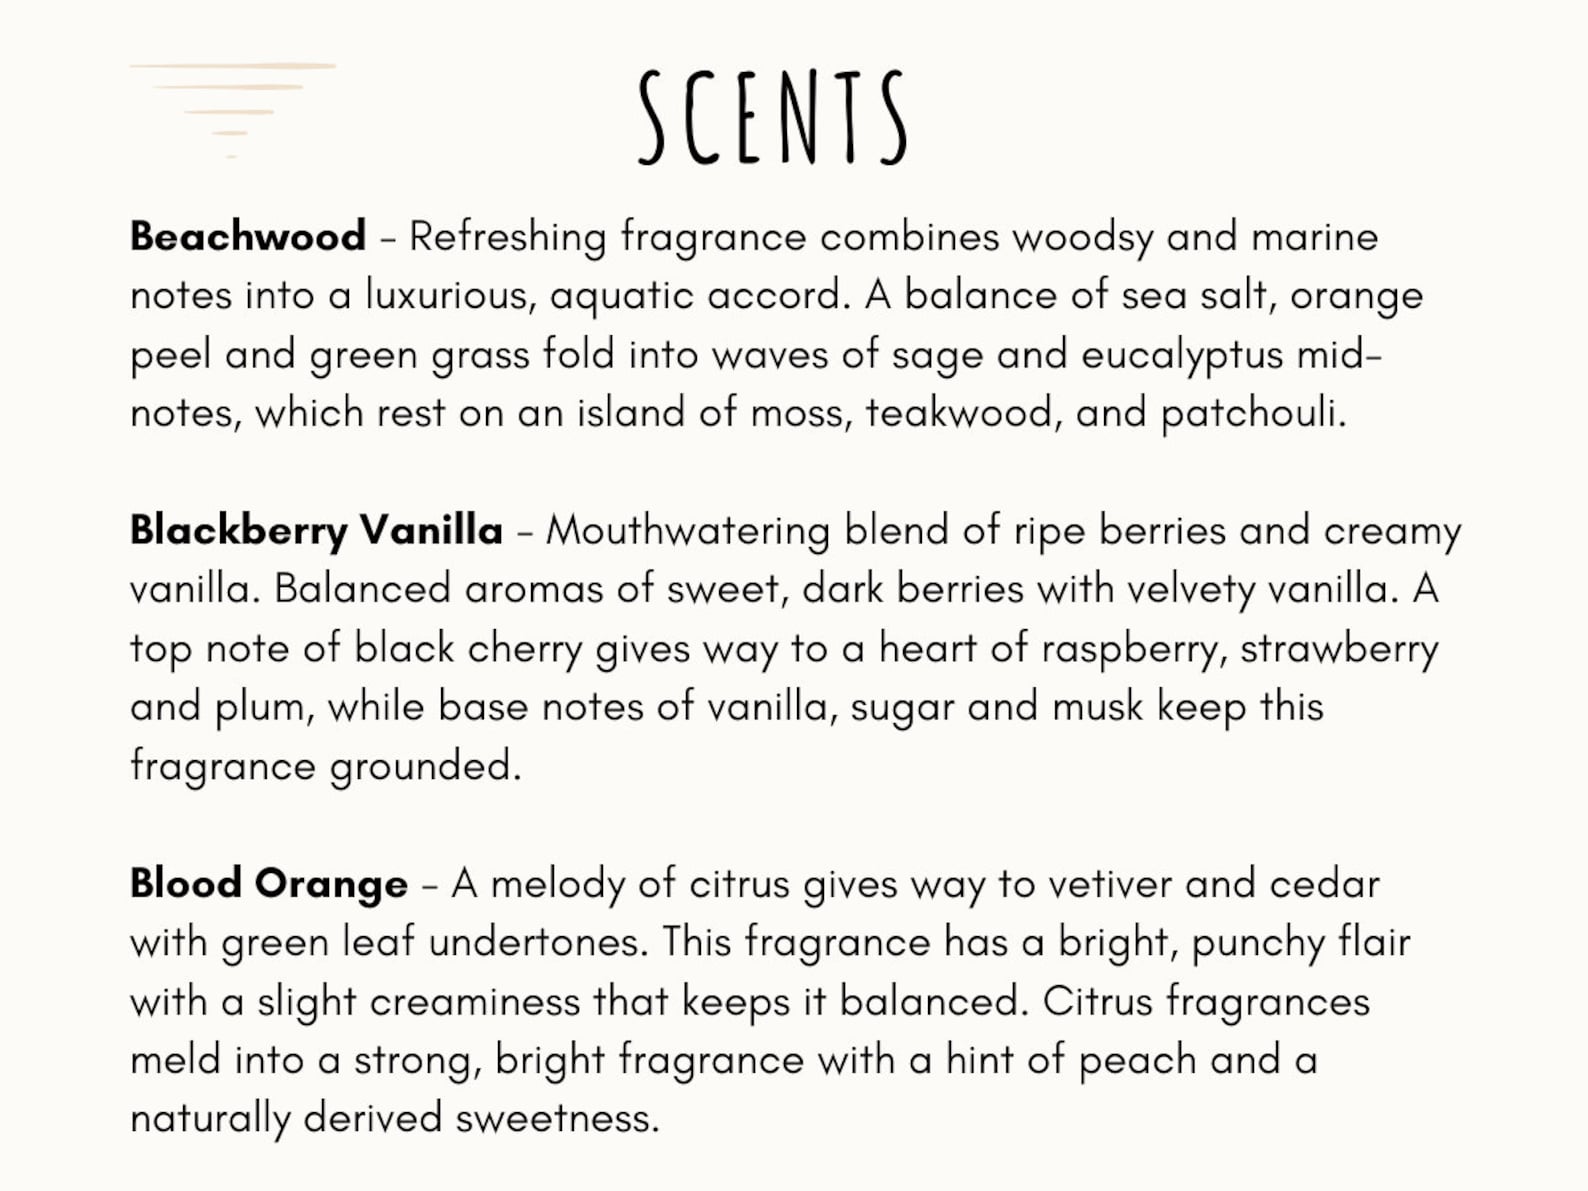 SCENTS
Beachwood - Refreshing fragrance combines woodsy and marine
notes into a luxurious, aquatic accord. A balance of sea salt, orange
peel and green grass fold into waves of sage and eucalyptus mid-
notes, which rest on an island of moss, teakwood, and patchouli.
Blackberry Vanilla - Mouthwatering blend of ripe berries and creamy
vanilla. Balanced aromas of sweet, dark berries with velvety vanilla. A
top note of black cherry gives way to a heart of raspberry, strawberry
and plum, while base notes of vanilla, sugar and musk keep this
fragrance grounded.
Blood Orange - A melody of citrus gives way to vetiver and cedar
with green leaf undertones. This fragrance has a bright, punchy flair
with a slight creaminess that keeps it balanced. Citrus fragrances
meld into a strong, bright fragrance with a hint of peach and a
naturally derived sweetness.